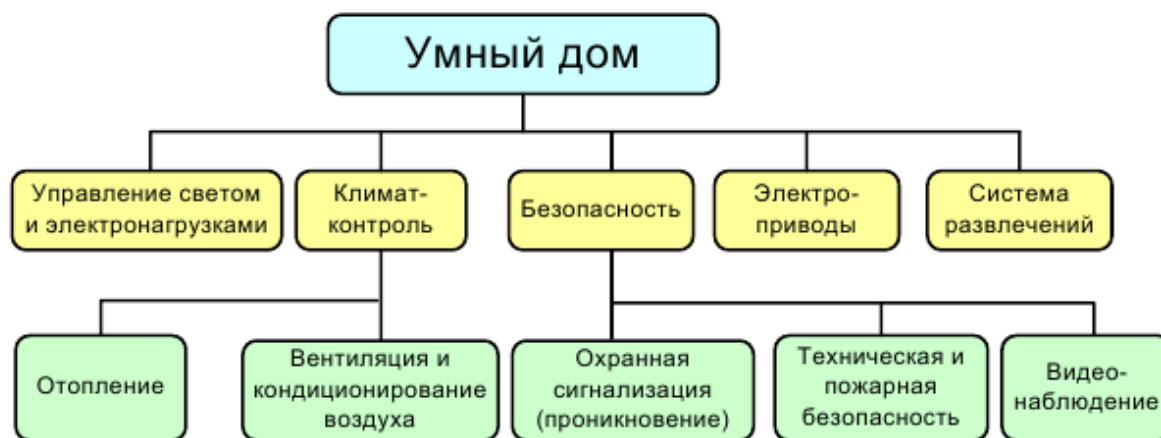 Умный дом
Управление светом
и электронагрузками
Климат-
контроль
Безопасность
Электро-
приводы
Система
развлечений
Отопление
Вентиляция и
кондиционирование
воздуха
Охранная
сигнализация
(проникновение)
Техническая и
пожарная
безопасность
Видео-
наблюдение